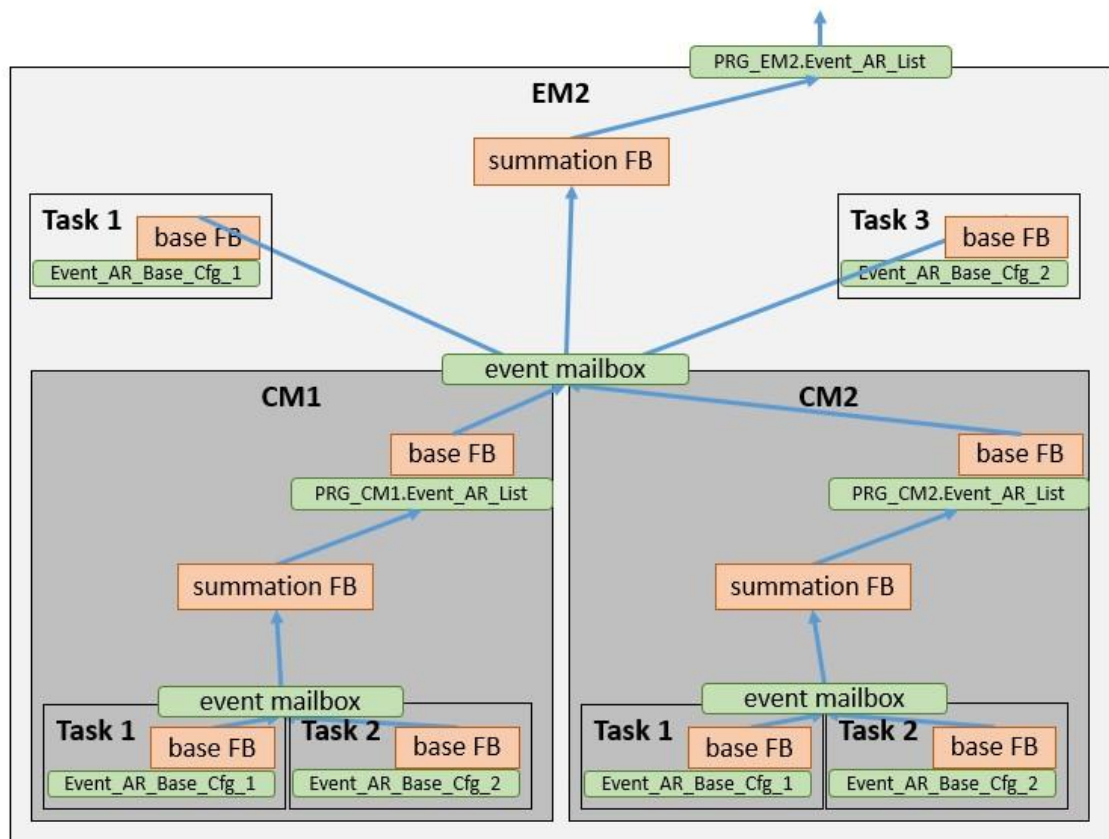 PRG_EM2.Event_AR_List
EM2
summation FB
Task 1
base FB
Event_AR_Base_Cfg_1
Task 3
base FB
Event_AR_Base_Cfg_2
event mailbox
CM1
base FB
PRG_CM1.Event_AR_List
summation FB
event mailbox
Task 1
base FB
Event_AR_Base_Cfg_1
Task 2
base FB
Event_AR_Base_Cfg_2
CM2
base FB
PRG_CM2.Event_AR_List
summation FB
event mailbox
Task 1
base FB
Event_AR_Base_Cfg_1
Task 2
base FB
Event_AR_Base_Cfg_2